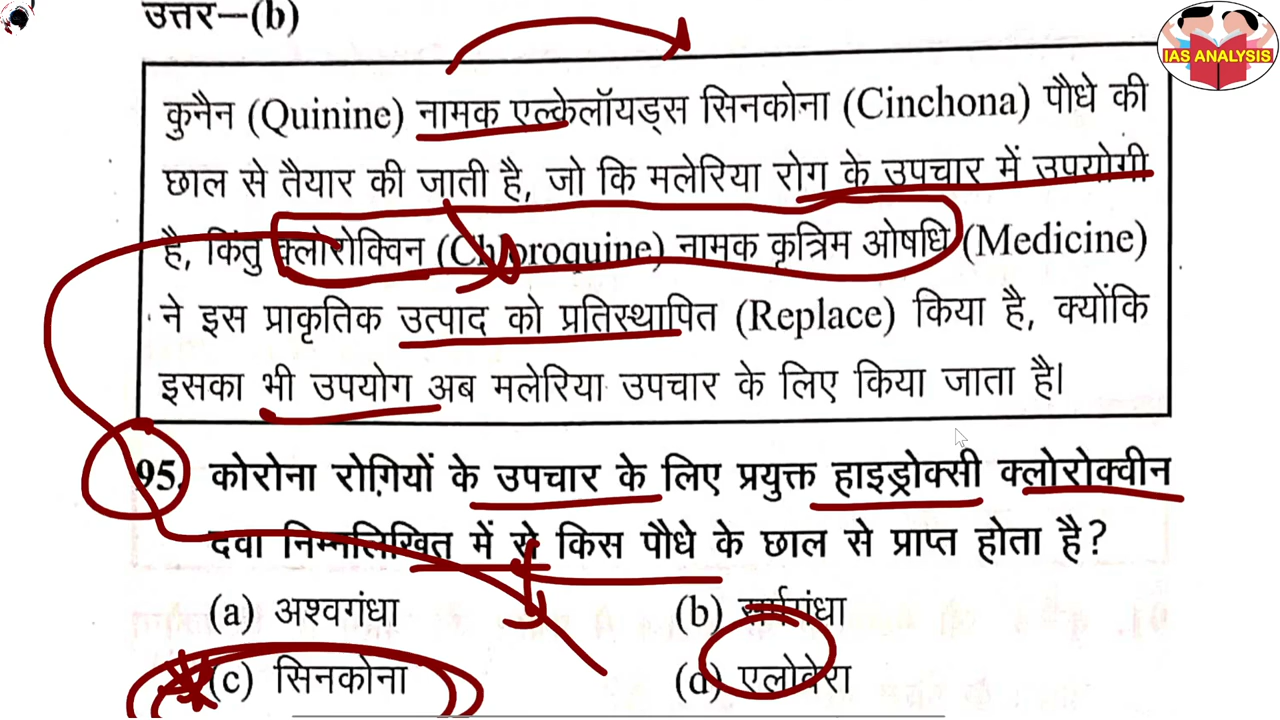 उत्तर—(b)
IAS ANALYSIS
कुनैन (Quinine) नामक एल्केलॉयड्स सिनकोना (Cinchona) पौधे की
छाल से तैयार की जाती है, जो कि मलेरिया रोग के उपचार में उपयोगी
है, किंतु क्लोरोक्विन (Chloroquine) नामक कृत्रिम ओषधि (Medicine)
ने इस प्राकृतिक उत्पाद को प्रतिस्थापित (Replace) किया है, क्योंकि
इसका भी उपयोग अब मलेरिया उपचार के लिए किया जाता है।
95. कोरोना रोग़ियों के उपचार के लिए प्रयुक्त हाइड्रोक्सी क्लोरोक्वीन
दवा निम्नलिखित में से किस पौधे के छाल से प्राप्त होता है?
(a) अश्वगंधा (b) सर्पगंधा
(c) सिनकोना (d) एलोवेरा